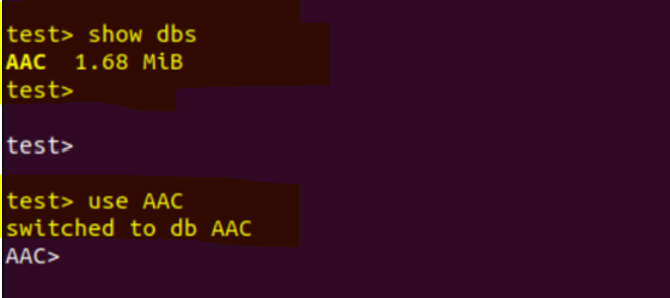 test> show dbs
AAC  1.68 MiB
test>
test>
test> use AAC
switched to db AAC
AAC>